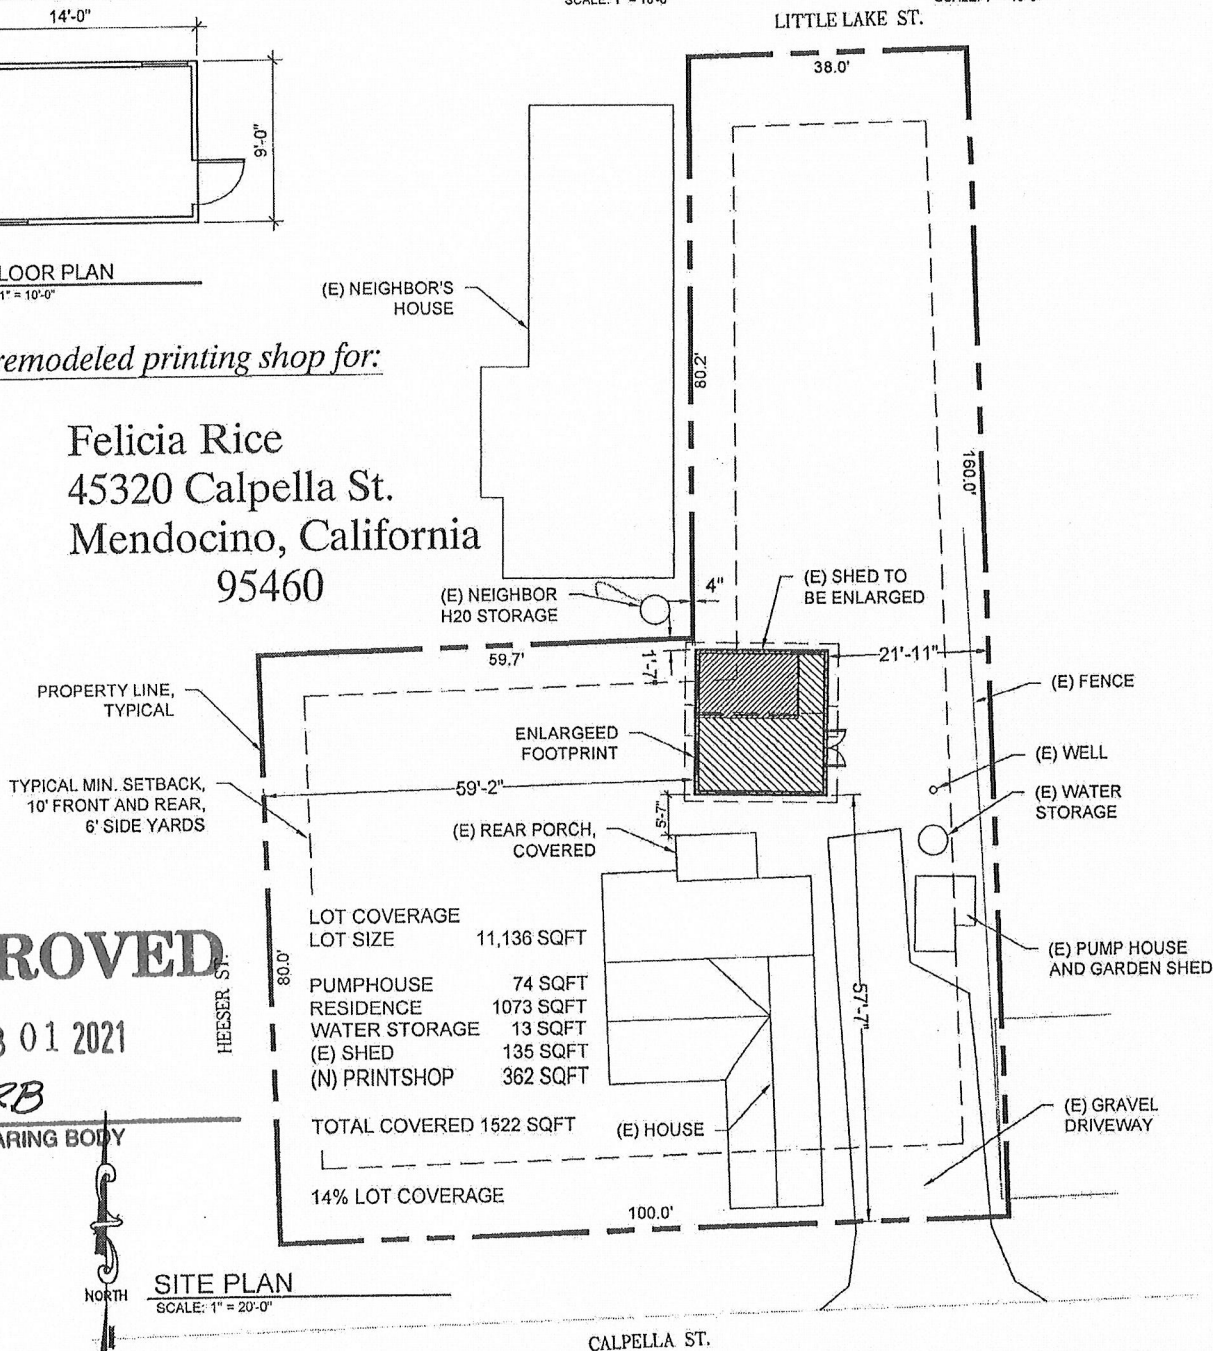 14'-0"
9'-0"
LOOR PLAN
1" = 10'-0"
remodeled printing shop for:
Felicia Rice
45320 Calpella St.
Mendocino, California
95460
SCALE: 1" = 10'-0"
LITTLE LAKE ST.
38.0'
(E) NEIGHBOR'S
HOUSE
80.2'
160.0'
(E) NEIGHBOR
H20 STORAGE
4"
(E) SHED TO
BE ENLARGED
59.7'
1'-7"
21'-11"
PROPERTY LINE,
TYPICAL
(E) FENCE
ENLARGEED
FOOTPRINT
(E) WELL
TYPICAL MIN. SETBACK,
10' FRONT AND REAR,
6' SIDE YARDS
59'-2"
(E) WATER
STORAGE
5'-7"
(E) REAR PORCH,
COVERED
LOT COVERAGE
LOT SIZE 11,136 SQFT
PUMPHOUSE 74 SQFT
RESIDENCE 1073 SQFT
WATER STORAGE 13 SQFT
(E) SHED 135 SQFT
(N) PRINTSHOP 362 SQFT
TOTAL COVERED 1522 SQFT
14% LOT COVERAGE
80.0'
HEESER ST.
57'-7"
(E) PUMP HOUSE
AND GARDEN SHED
(E) HOUSE
(E) GRAVEL
DRIVEWAY
100.0'
ROVED
01 2021
RB
ARING BODY
NORTH
SITE PLAN
SCALE: 1" = 20'-0"
CALPELLA ST.